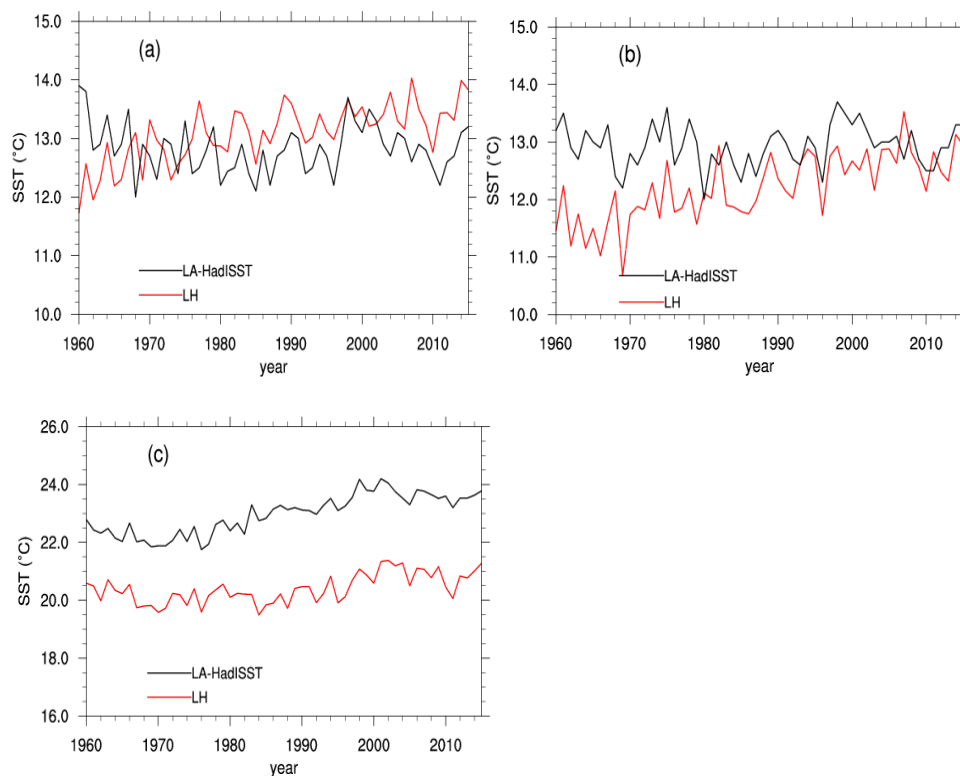 (a)
SST (°C)
15.0
14.0
13.0
12.0
11.0
10.0
LA-HadISST
LH
1960 1970 1980 1990 2000 2010
year
(b)
SST (°C)
15.0
14.0
13.0
12.0
11.0
10.0
LA-HadISST
LH
1960 1970 1980 1990 2000 2010
year
(c)
SST (°C)
26.0
24.0
22.0
20.0
18.0
16.0
LA-HadISST
LH
1960 1970 1980 1990 2000 2010
year